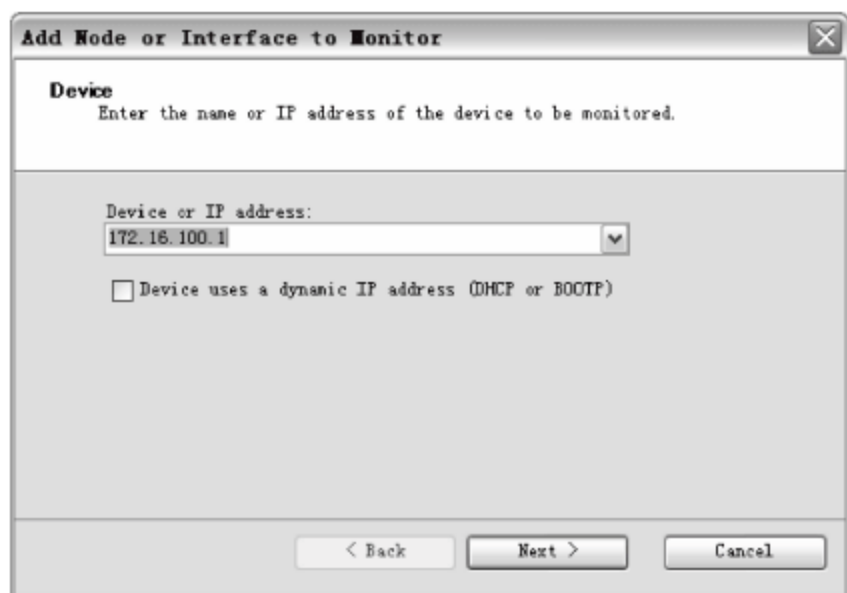 Add Node or Interface to Monitor
Device
Enter the name or IP address of the device to be monitored.
Device or IP address:
172.16.100.1
Device uses a dynamic IP address (DHCP or BOOTP)
< Back
Next >
Cancel